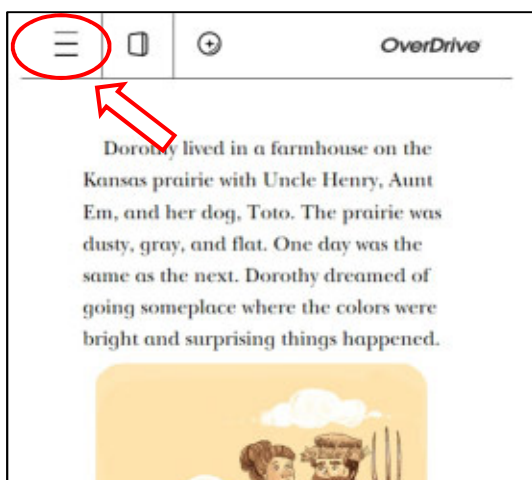 OverDrive
Dorothy lived in a farmhouse on the
Kansas prairie with Uncle Henry, Aunt
Em, and her dog, Toto. The prairie was
dusty, gray, and flat. One day was the
same as the next. Dorothy dreamed of
going someplace where the colors were
bright and surprising things happened.